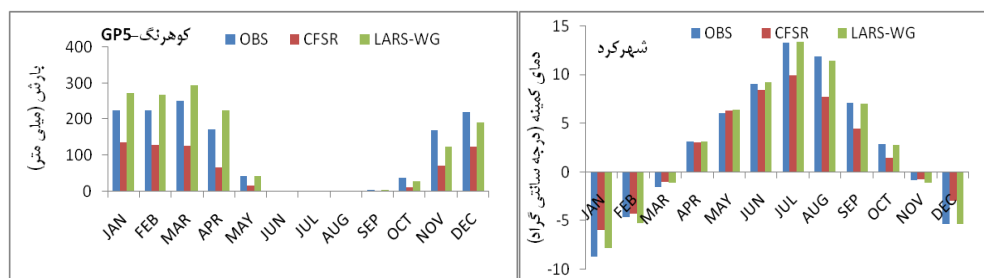 کوهرنگ-GP5
OBS CFSR LARS-WG
بارش (میلی متر)
400
300
200
100
0
JAN FEB MAR APR MAY JUN JUL AUG SEP OCT NOV DEC
شهرکرد
OBS CFSR LARS-WG
دمای کمینه (درجه سانتی گراد)
15
10
5
0
-5
-10
JAN FEB MAR APR MAY JUN JUL AUG SEP OCT NOV DEC